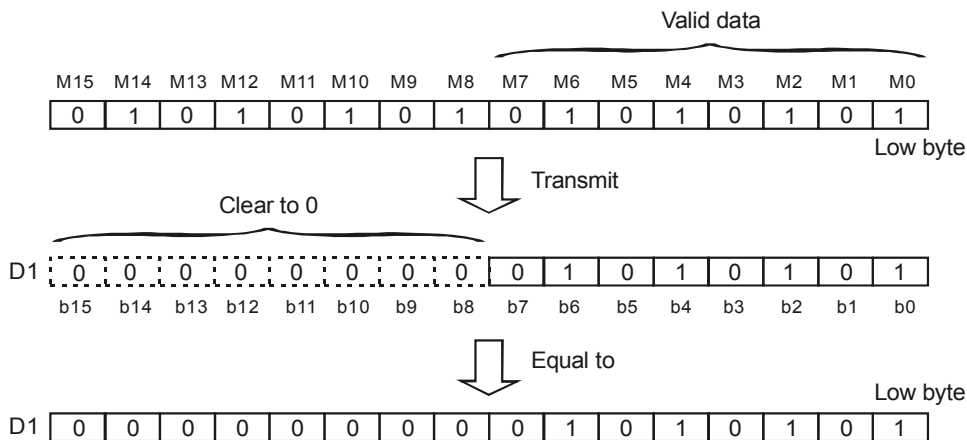 Valid data
M15 M14 M13 M12 M11 M10 M9 M8 M7 M6 M5 M4 M3 M2 M1 M0
0 1 0 1 0 1 0 1 0 1 0 1 0 1 0 1
Low byte
Transmit
Clear to 0
D1 0 0 0 0 0 0 0 0 0 1 0 1 0 1 0 1
b15 b14 b13 b12 b11 b10 b9 b8 b7 b6 b5 b4 b3 b2 b1 b0
Equal to
Low byte
D1 0 0 0 0 0 0 0 0 0 1 0 1 0 1 0 1